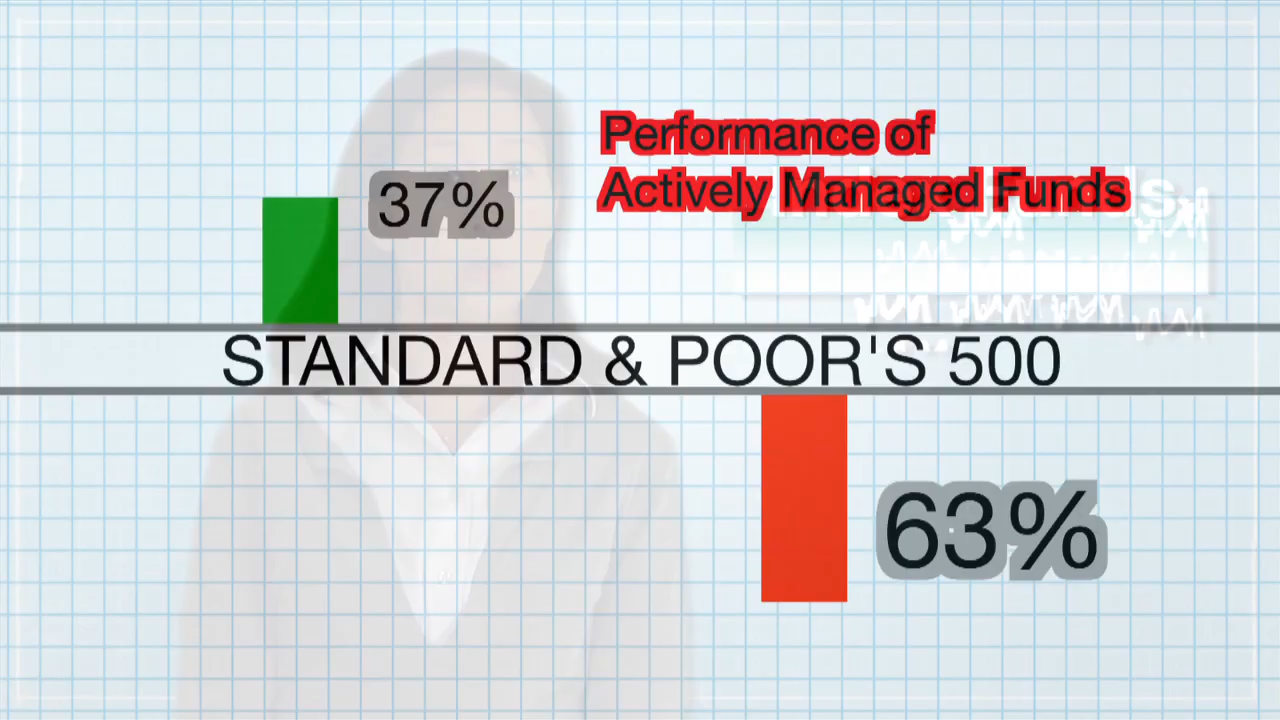 Performance of
Actively Managed Funds
37%
STANDARD & POOR'S 500
63%